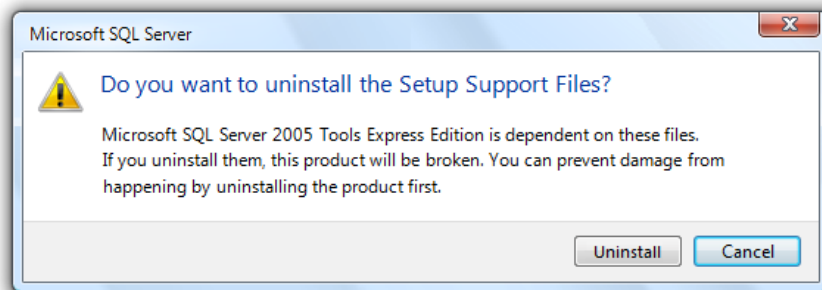 Microsoft SQL Server
Do you want to uninstall the Setup Support Files?
Microsoft SQL Server 2005 Tools Express Edition is dependent on these files.
If you uninstall them, this product will be broken. You can prevent damage from
happening by uninstalling the product first.
Uninstall Cancel